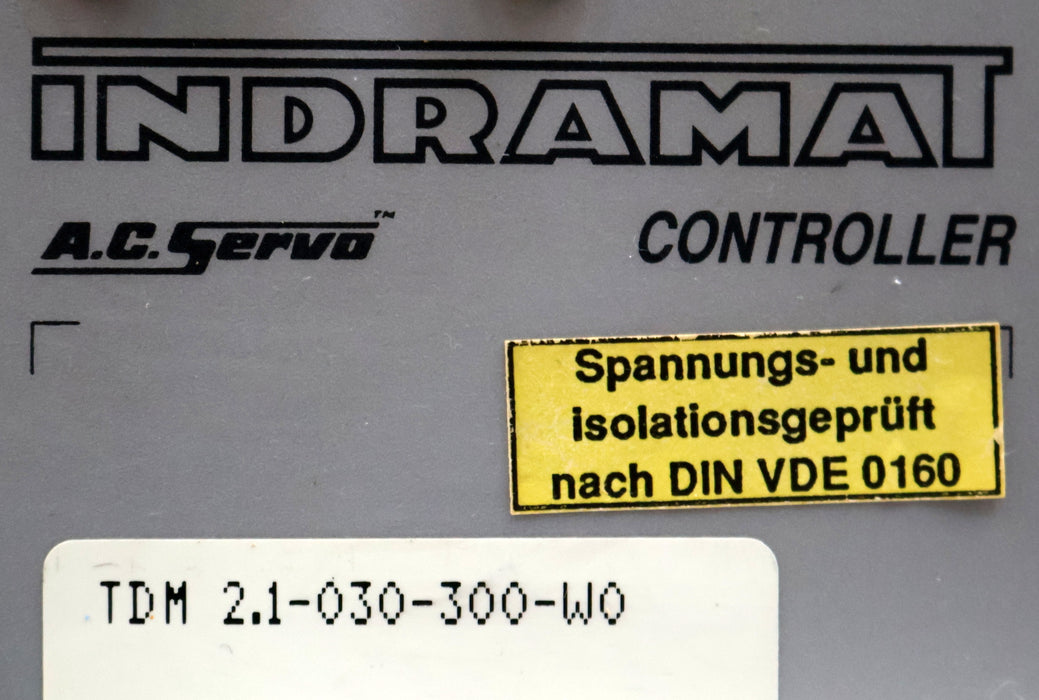 INDRAMAT
A.C. Servo™
CONTROLLER
Spannungs- und
isolationsgeprüft
nach DIN VDE 0160
TDM 2.1-030-300-W0